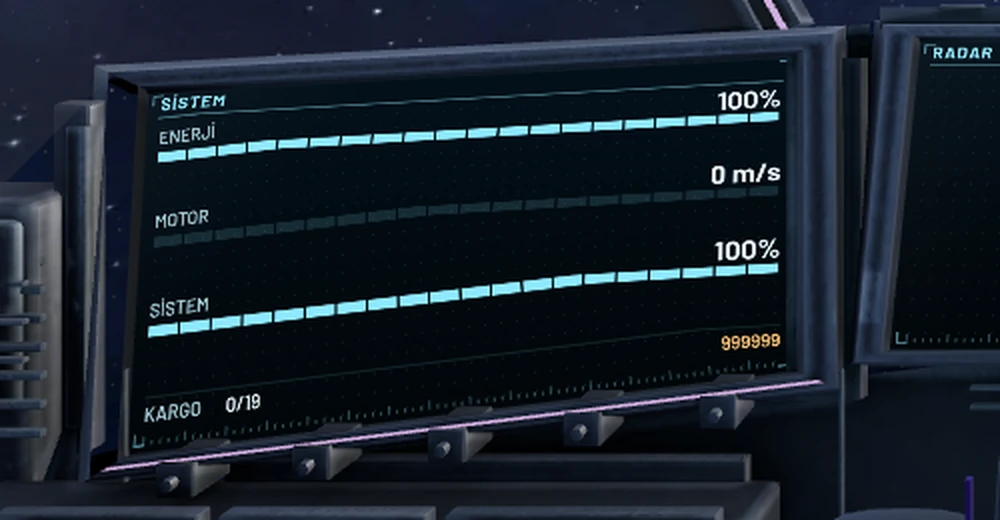 SİSTEM
ENERJİ
100%
MOTOR
0 m/s
SİSTEM
100%
999999
KARGO 0/19
RADAR